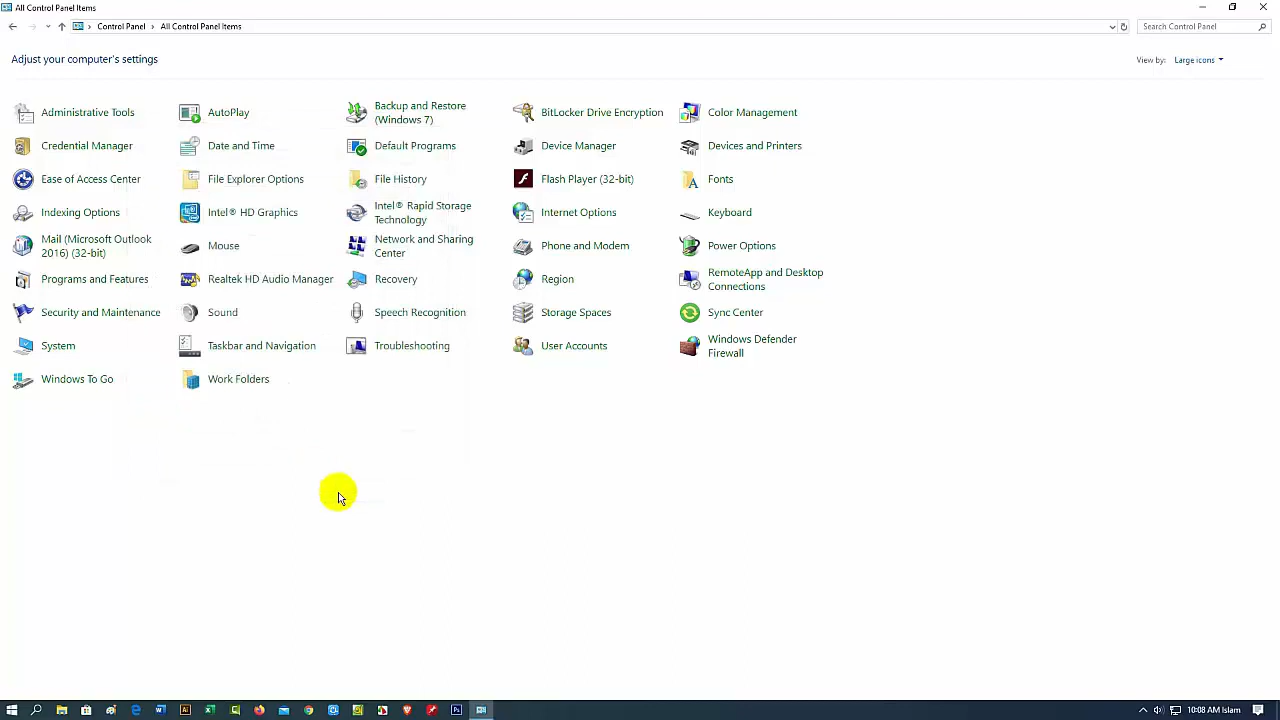 All Control Panel Items
Control Panel > All Control Panel Items
Search Control Panel
Adjust your computer's settings
View by: Large icons
Administrative Tools
AutoPlay
Backup and Restore
(Windows 7)
BitLocker Drive Encryption
Color Management
Credential Manager
Date and Time
Default Programs
Device Manager
Devices and Printers
Ease of Access Center
File Explorer Options
File History
Flash Player (32-bit)
Fonts
Indexing Options
Intel® HD Graphics
Intel® Rapid Storage
Technology
Internet Options
Keyboard
Mail (Microsoft Outlook
2016) (32-bit)
Mouse
Network and Sharing
Center
Phone and Modem
Power Options
Programs and Features
Realtek HD Audio Manager
Recovery
Region
RemoteApp and Desktop
Connections
Security and Maintenance
Sound
Speech Recognition
Storage Spaces
Sync Center
System
Taskbar and Navigation
Troubleshooting
User Accounts
Windows Defender
Firewall
Windows To Go
Work Folders
10:08 AM Islam